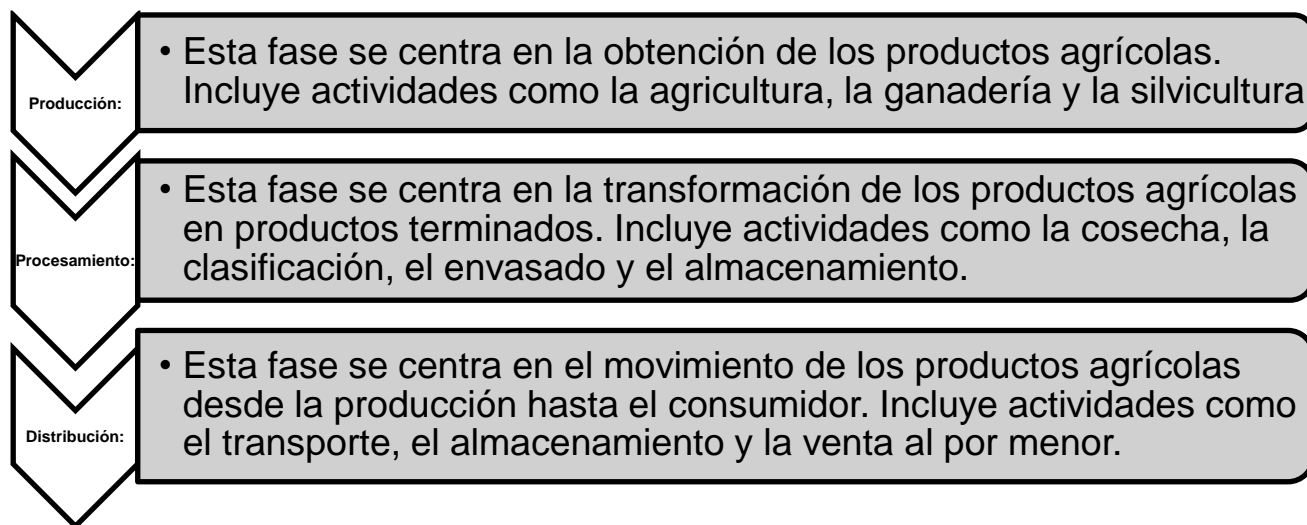 Producción:
• Esta fase se centra en la obtención de los productos agrícolas.
Incluye actividades como la agricultura, la ganadería y la silvicultura
Procesamiento:
• Esta fase se centra en la transformación de los productos agrícolas
en productos terminados. Incluye actividades como la cosecha, la
clasificación, el envasado y el almacenamiento.
Distribución:
• Esta fase se centra en el movimiento de los productos agrícolas
desde la producción hasta el consumidor. Incluye actividades como
el transporte, el almacenamiento y la venta al por menor.